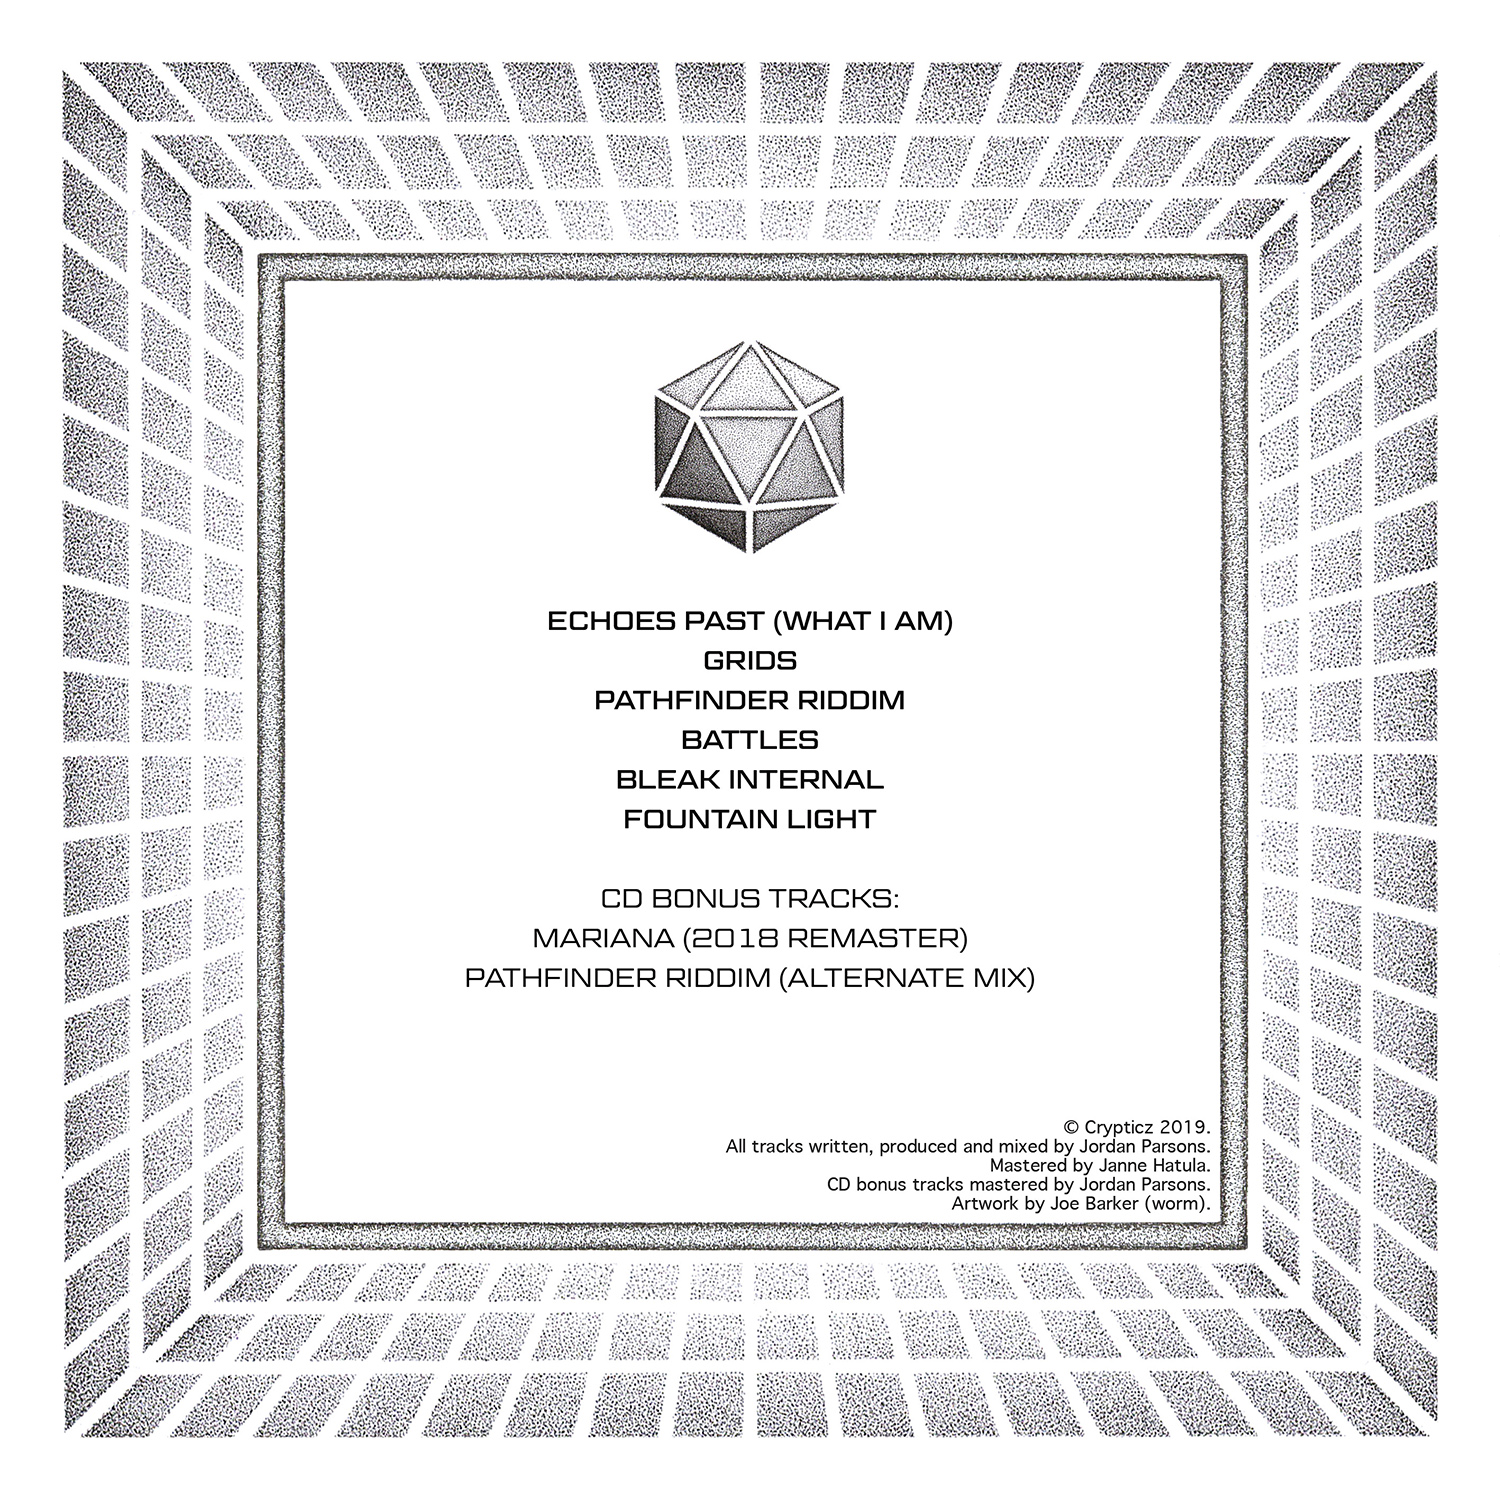 ECHOES PAST (WHAT I AM)
GRIDS
PATHFINDER RIDDIM
BATTLES
BLEAK INTERNAL
FOUNTAIN LIGHT
CD BONUS TRACKS:
MARIANA (2018 REMASTER)
PATHFINDER RIDDIM (ALTERNATE MIX)
© Crypticz 2019.
All tracks written, produced and mixed by Jordan Parsons.
Mastered by Janne Hatula.
CD bonus tracks mastered by Jordan Parsons.
Artwork by Joe Barker (worm).